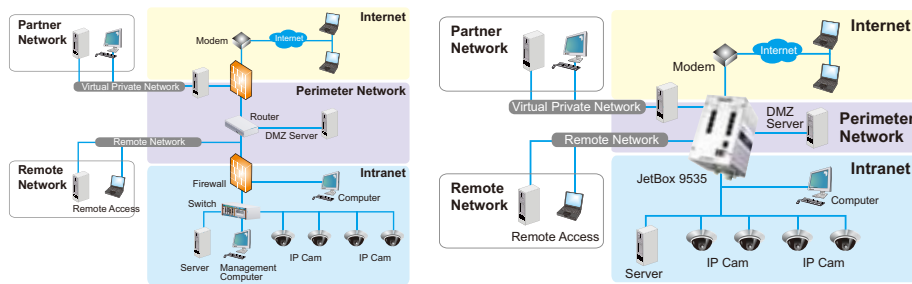 Partner
Network
Modem
Internet
Internet
Virtual Private Network
Perimeter Network
Router
DMZ Server
Remote Network
Remote
Network
Remote Access
Firewall
Intranet
Computer
Switch
Server
Management
Computer
IP Cam
IP Cam
Partner
Network
Modem
Internet
Internet
Virtual Private Network
DMZ
Server
Perimeter
Network
Remote Network
Remote
Network
Remote Access
JetBox 9535
Intranet
Computer
Server
IP Cam
IP Cam